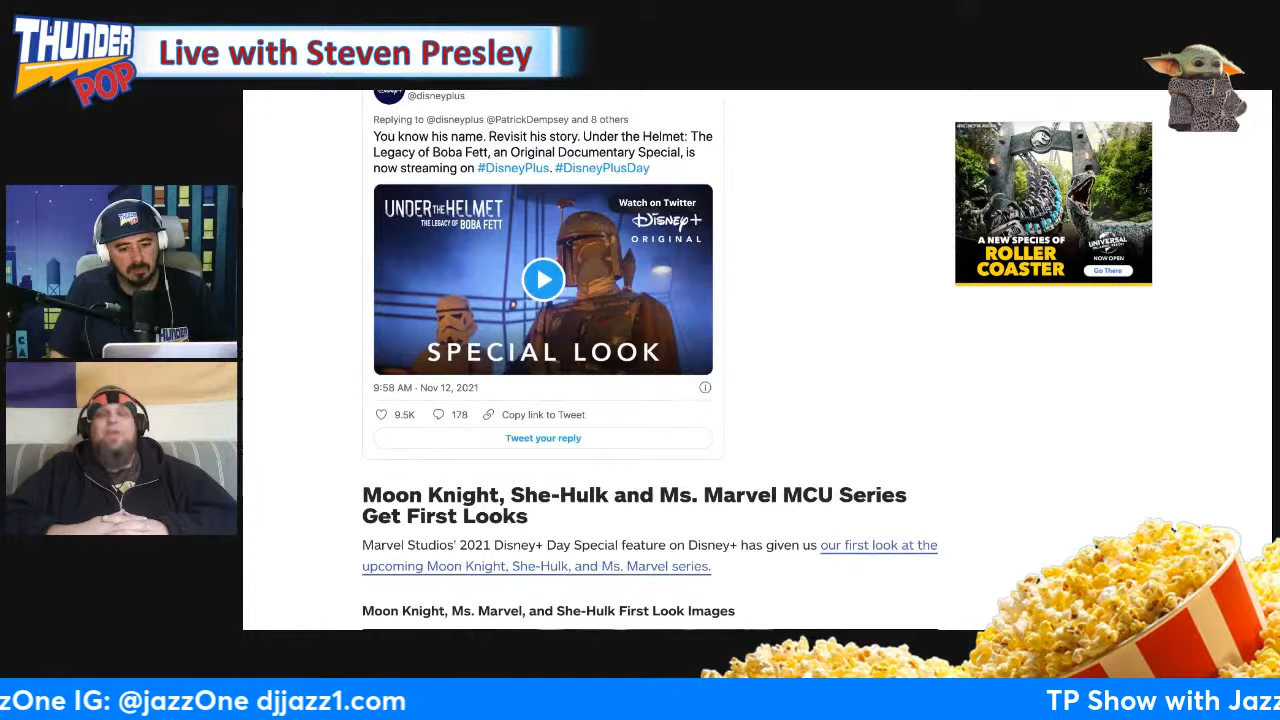 THUNDER
POP
Live with Steven Presley
@disneyplus
Replying to @disneyplus @PatrickDempsey and 8 others
You know his name. Revisit his story. Under the Helmet: The
Legacy of Boba Fett, an Original Documentary Special, is
now streaming on #DisneyPlus. #DisneyPlusDay
UNDER THE HELMET
THE LEGACY OF BOBA FETT
Watch on Twitter
Disney+
ORIGINAL
SPECIAL LOOK
9:58 AM · Nov 12, 2021
9.5K
178
Copy link to Tweet
Tweet your reply
Moon Knight, She-Hulk and Ms. Marvel MCU Series
Get First Looks
Marvel Studios' 2021 Disney+ Day Special feature on Disney+ has given us our first look at the
upcoming Moon Knight, She-Hulk, and Ms. Marvel series.
Moon Knight, Ms. Marvel, and She-Hulk First Look Images
A NEW SPECIES OF
ROLLER
COASTER
UNIVERSAL
NOW OPEN
Go There
THUNDER
CA
zzOne IG: @jazzOne djjazz1.com
TP Show with Jazz